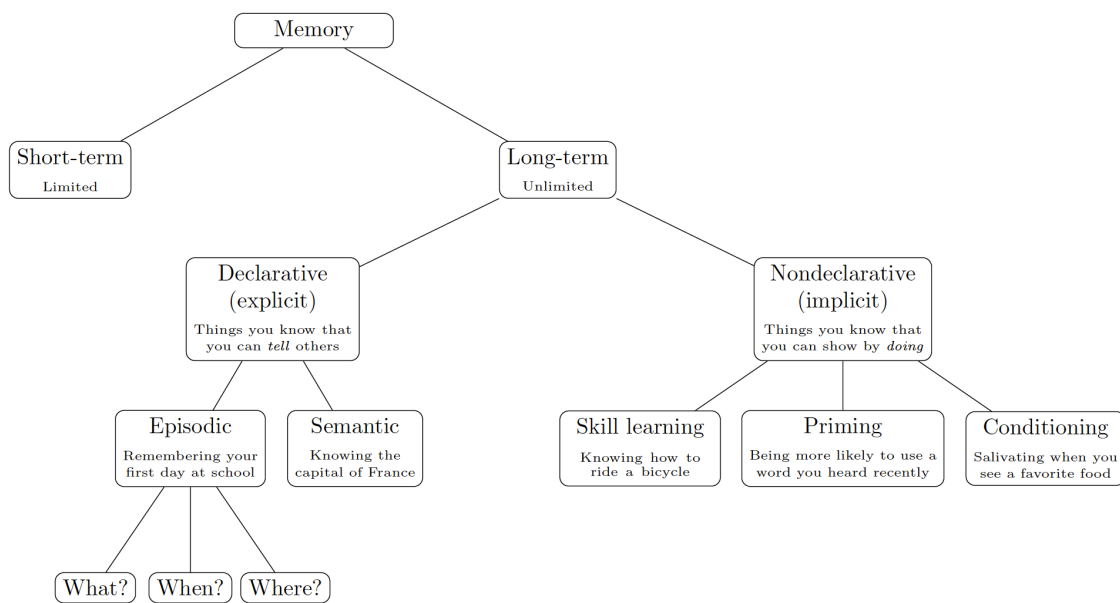 Memory
Short-term
Limited
Long-term
Unlimited
Declarative
(explicit)
Things you know that
you can tell others
Nondeclarative
(implicit)
Things you know that
you can show by doing
Episodic
Remembering your
first day at school
Semantic
Knowing the
capital of France
Skill learning
Knowing how to
ride a bicycle
Priming
Being more likely to use a
word you heard recently
Conditioning
Salivating when you
see a favorite food
What?
When?
Where?